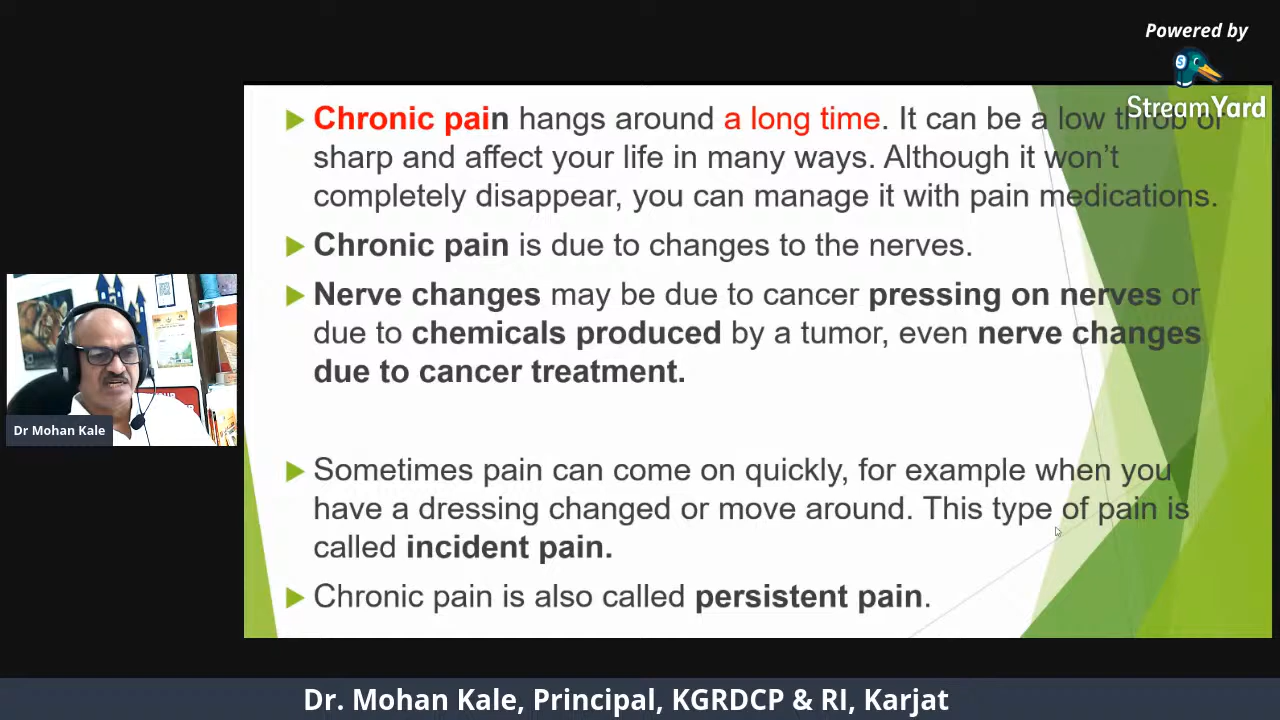 Powered by
StreamYard
Chronic pain hangs around a long time. It can be a low throb or
sharp and affect your life in many ways. Although it won't
completely disappear, you can manage it with pain medications.
Chronic pain is due to changes to the nerves.
Nerve changes may be due to cancer pressing on nerves or
due to chemicals produced by a tumor, even nerve changes
due to cancer treatment.
Sometimes pain can come on quickly, for example when you
have a dressing changed or move around. This type of pain is
called incident pain.
Chronic pain is also called persistent pain.
Dr Mohan Kale
Dr. Mohan Kale, Principal, KGRDCP & RI, Karjat